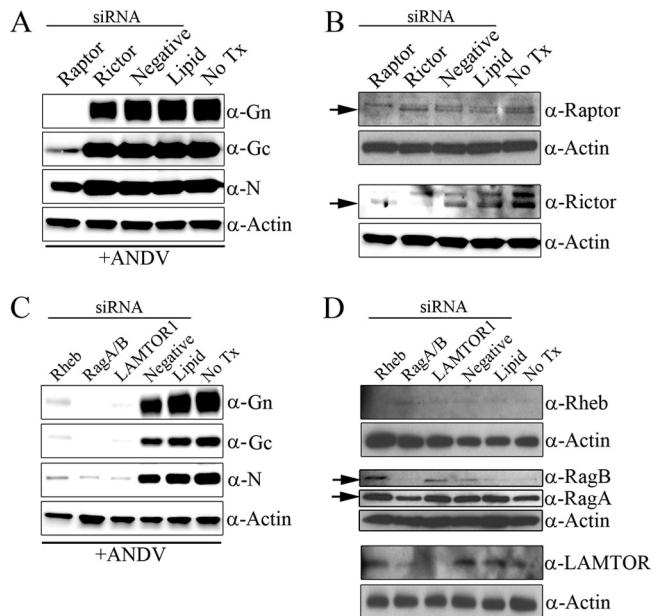 A
siRNA
Raptor
Rictor
Negative
Lipid
No Tx
α-Gn
α-Gc
α-N
α-Actin
+ANDV
B
siRNA
Raptor
Rictor
Negative
Lipid
No Tx
α-Raptor
α-Actin
α-Rictor
α-Actin
C
siRNA
Rheb
RagA/B
LAMTOR1
Negative
Lipid
No Tx
α-Gn
α-Gc
α-N
α-Actin
+ANDV
D
siRNA
Rheb
RagA/B
LAMTOR1
Negative
Lipid
No Tx
α-Rheb
α-Actin
α-RagB
α-RagA
α-Actin
α-LAMTOR
α-Actin